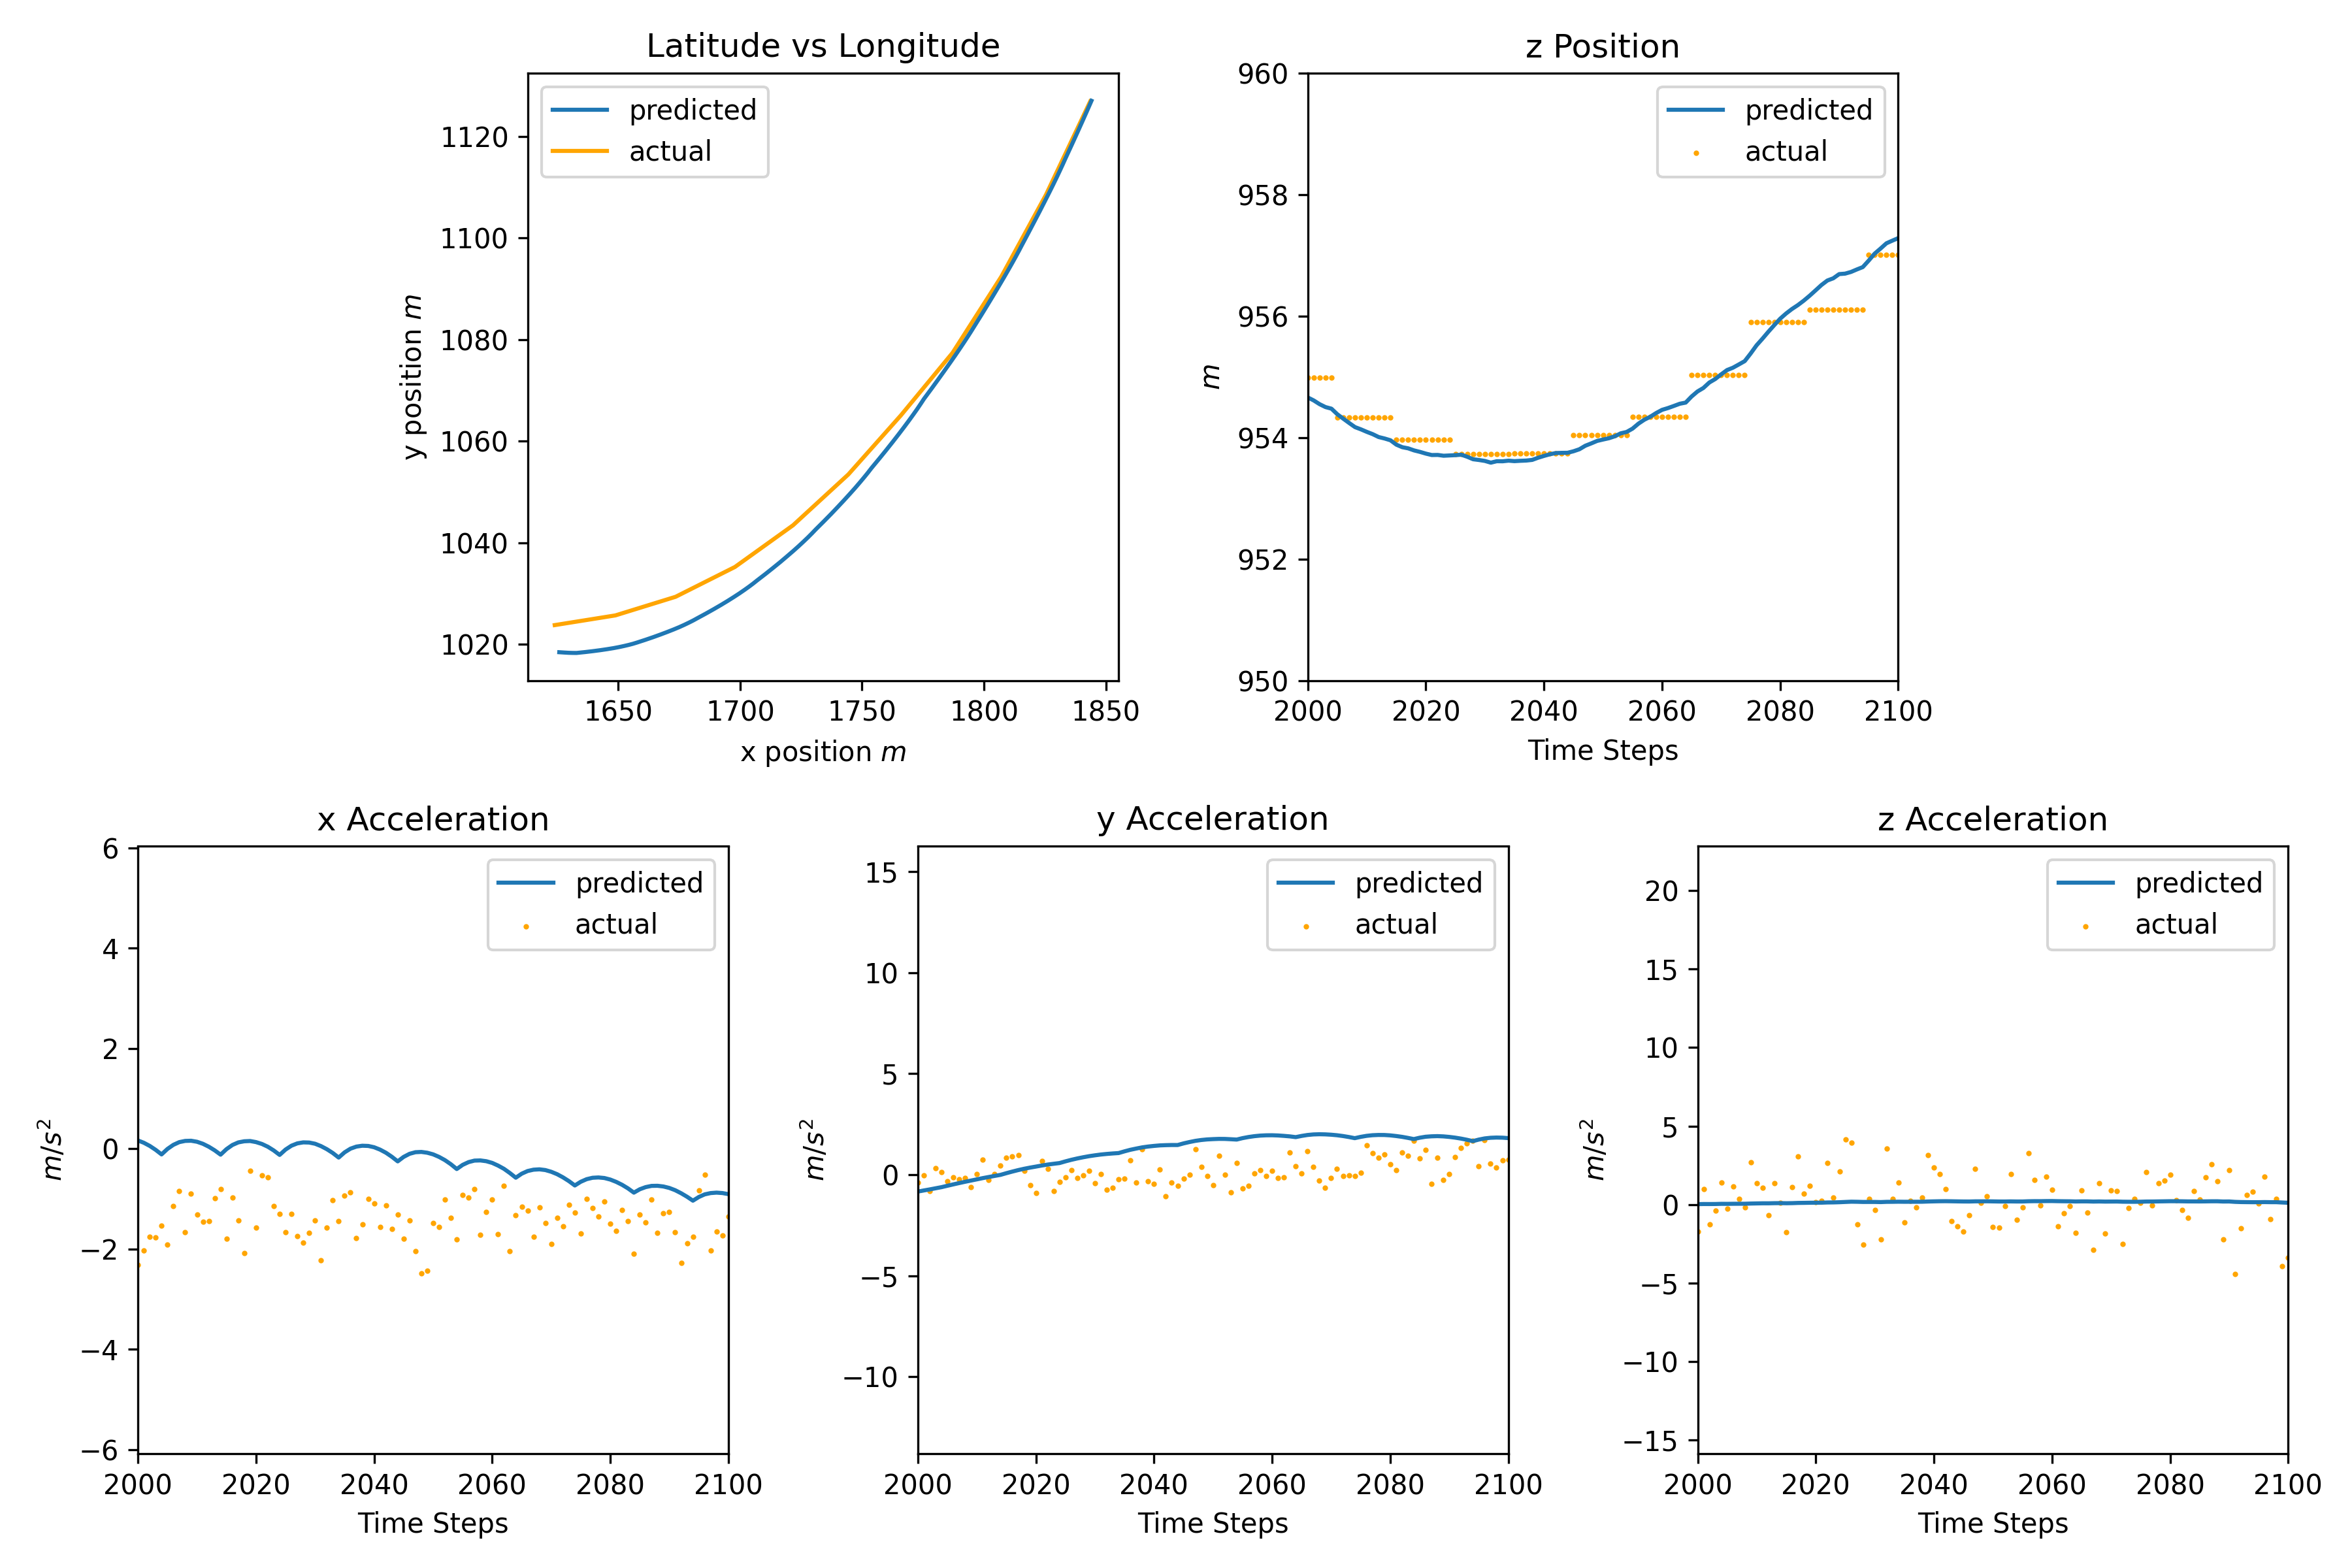 Latitude vs Longitude
predicted
actual
1120
1100
1080
1060
1040
1020
y position m
1650 1700 1750 1800 1850
x position m
z Position
predicted
actual
960
958
956
954
952
950
m
2000 2020 2040 2060 2080 2100
Time Steps
x Acceleration
predicted
actual
6
4
2
0
−2
−4
−6
m/s²
2000 2020 2040 2060 2080 2100
Time Steps
y Acceleration
predicted
actual
15
10
5
0
−5
−10
m/s²
2000 2020 2040 2060 2080 2100
Time Steps
z Acceleration
predicted
actual
20
15
10
5
0
−5
−10
−15
m/s²
2000 2020 2040 2060 2080 2100
Time Steps